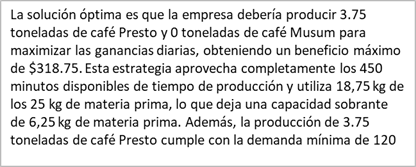 La solución óptima es que la empresa debería producir 3.75
toneladas de café Presto y 0 toneladas de café Musum para
maximizar las ganancias diarias, obteniendo un beneficio máximo
de $318.75. Esta estrategia aprovecha completamente los 450
minutos disponibles de tiempo de producción y utiliza 18,75 kg de
los 25 kg de materia prima, lo que deja una capacidad sobrante
de 6,25 kg de materia prima. Además, la producción de 3.75
toneladas de café Presto cumple con la demanda mínima de 120